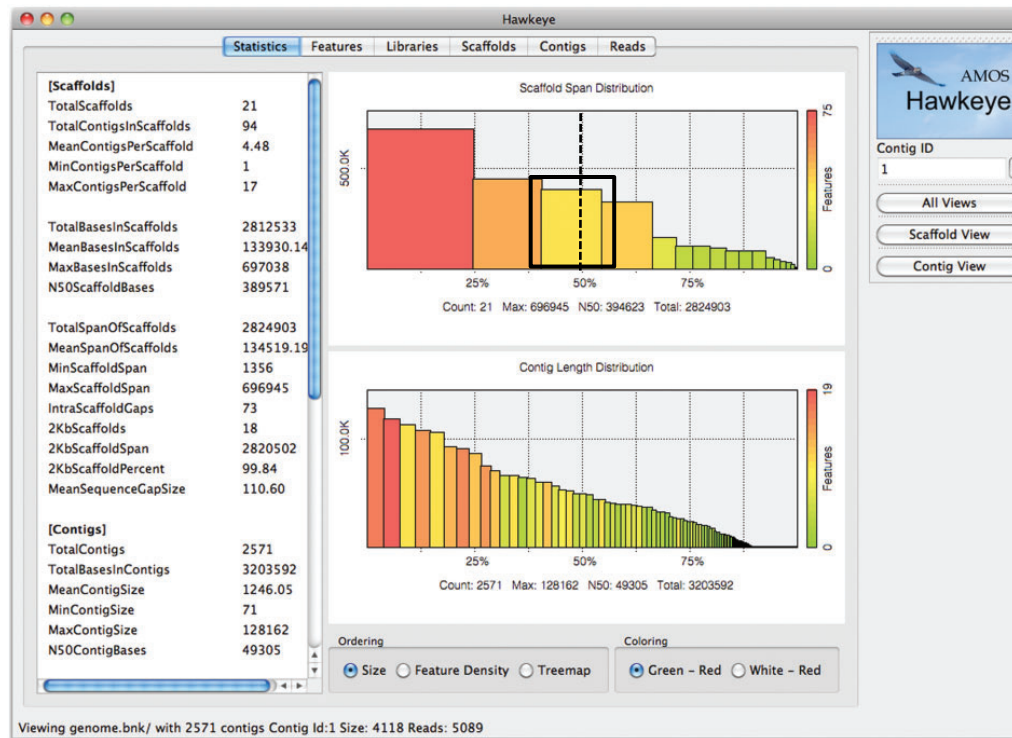 Hawkeye
Statistics Features Libraries Scaffolds Contigs Reads
[Scaffolds]
TotalScaffolds 21
TotalContigsInScaffolds 94
MeanContigsPerScaffold 4.48
MinContigsPerScaffold 1
MaxContigsPerScaffold 17
TotalBasesInScaffolds 2812533
MeanBasesInScaffolds 133930.14
MaxBasesInScaffolds 697038
N50ScaffoldBases 389571
TotalSpanOfScaffolds 2824903
MeanSpanOfScaffolds 134519.19
MinScaffoldSpan 1356
MaxScaffoldSpan 696945
IntraScaffoldGaps 73
2KbScaffolds 18
2KbScaffoldSpan 2820502
2KbScaffoldPercent 99.84
MeanSequenceGapSize 110.60
[Contigs]
TotalContigs 2571
TotalBasesInContigs 3203592
MeanContigSize 1246.05
MinContigSize 71
MaxContigSize 128162
N50ContigBases 49305
Scaffold Span Distribution
500.0K
75
Features
0
25% 50% 75%
Count: 21 Max: 696945 N50: 394623 Total: 2824903
Contig Length Distribution
100.0K
19
Features
0
25% 50% 75%
Count: 2571 Max: 128162 N50: 49305 Total: 3203592
Ordering
Size Feature Density Treemap
Coloring
Green - Red White - Red
AMOS
Hawkeye
Contig ID
1
All Views
Scaffold View
Contig View
Viewing genome.bnk/ with 2571 contigs Contig Id:1 Size: 4118 Reads: 5089